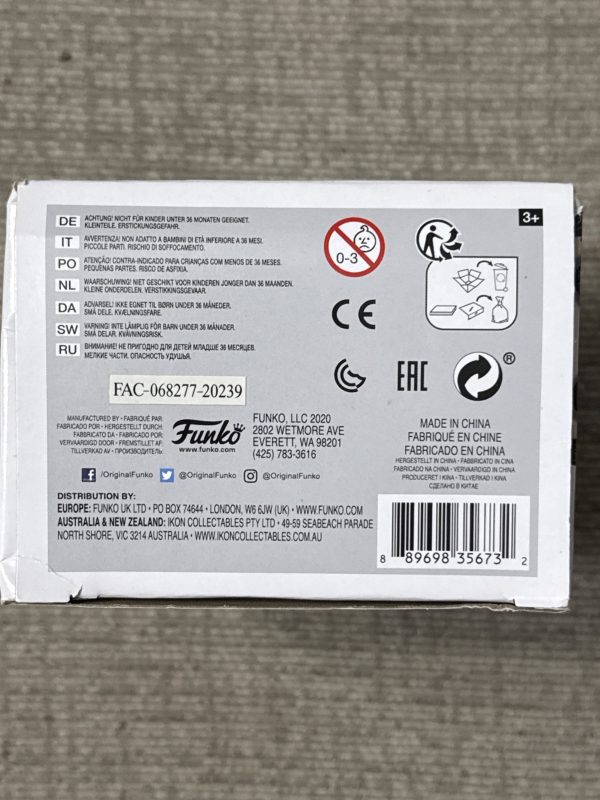 DE ACHTUNG! NICHT FÜR KINDER UNTER 36 MONATEN GEEIGNET.
KLEINTEILE. ERSTICKUNGSGEFAHR.
IT AVVERTENZA! NON ADATTO A BAMBINI DI ETÀ INFERIORE A 36 MESI.
PICCOLE PARTI. RISCHIO DI SOFFOCAMENTO.
PO ATENÇÃO! CONTRA-INDICADO PARA CRIANÇAS COM MENOS DE 36 MESES.
PEQUENAS PARTES. RISCO DE ASFIXIA.
NL WAARSCHUWING! NIET GESCHIKT VOOR KINDEREN JONGER DAN 36 MAANDEN.
KLEINE ONDERDELEN. VERSTIKKINGSGEVAAR.
DA ADVARSEL! IKKE EGNET TIL BØRN UNDER 36 MÅNEDER.
SMÅ DELE. KVÆLNINGSFARE.
SW VARNING! INTE LÄMPLIG FÖR BARN UNDER 36 MÅNADER.
SMÅ DELAR. KVÄVNINGSRISK.
RU ВНИМАНИЕ! НЕ ПРИГОДНО ДЛЯ ДЕТЕЙ МЛАДШЕ 36 МЕСЯЦЕВ.
МЕЛКИЕ ЧАСТИ. ОПАСНОСТЬ УДУШЬЯ.
0-3
3+
CE
EAC
®
FAC-068277-20239
MANUFACTURED BY • FABRIQUÉ PAR:
FABRICADO POR • HERGESTELLT DURCH:
FABBRICATO DA • FABRICADO POR:
VERVAARDIGD DOOR • FREMSTILLET AF:
TILLVERKAD AV • ПРОИЗВОДИТЕЛЬ:
Funko
www.funko.com
FUNKO, LLC 2020
2802 WETMORE AVE
EVERETT, WA 98201
(425) 783-3616
MADE IN CHINA
FABRIQUÉ EN CHINE
FABRICADO EN CHINA
HERGESTELLT IN CHINA • FABBRICATO IN CINA
FABRICADO NA CHINA • VERVAARDIGD IN CHINA
PRODUCERET I KINA • TILLVERKAD I KINA
СДЕЛАНО В КИТАЕ
f /OriginalFunko @OriginalFunko @OriginalFunko
DISTRIBUTION BY:
EUROPE: FUNKO UK LTD • PO BOX 74644 • LONDON, W6 6JW (UK) • WWW.FUNKO.COM
AUSTRALIA & NEW ZEALAND: IKON COLLECTABLES PTY LTD • 49-59 SEABEACH PARADE
NORTH SHORE, VIC 3214 AUSTRALIA • WWW.IKONCOLLECTABLES.COM.AU
8 89698 35673 2